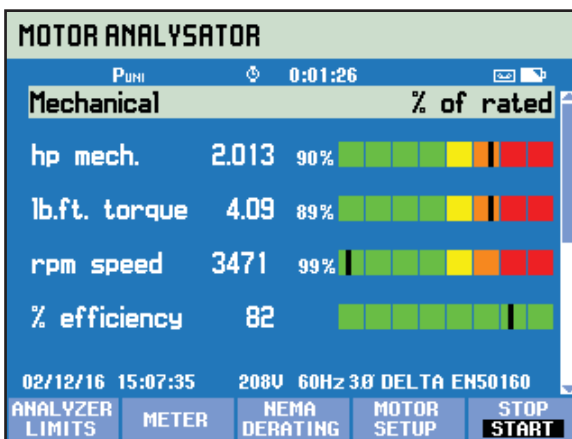 MOTOR ANALYSATOR
PUNI 0:01:26
Mechanical % of rated
hp mech. 2.013 90%
lb.ft. torque 4.09 89%
rpm speed 3471 99%
% efficiency 82
02/12/16 15:07:35 208V 60Hz 3Ø DELTA EN50160
ANALYZER LIMITS METER NEMA DERATING MOTOR SETUP STOP START